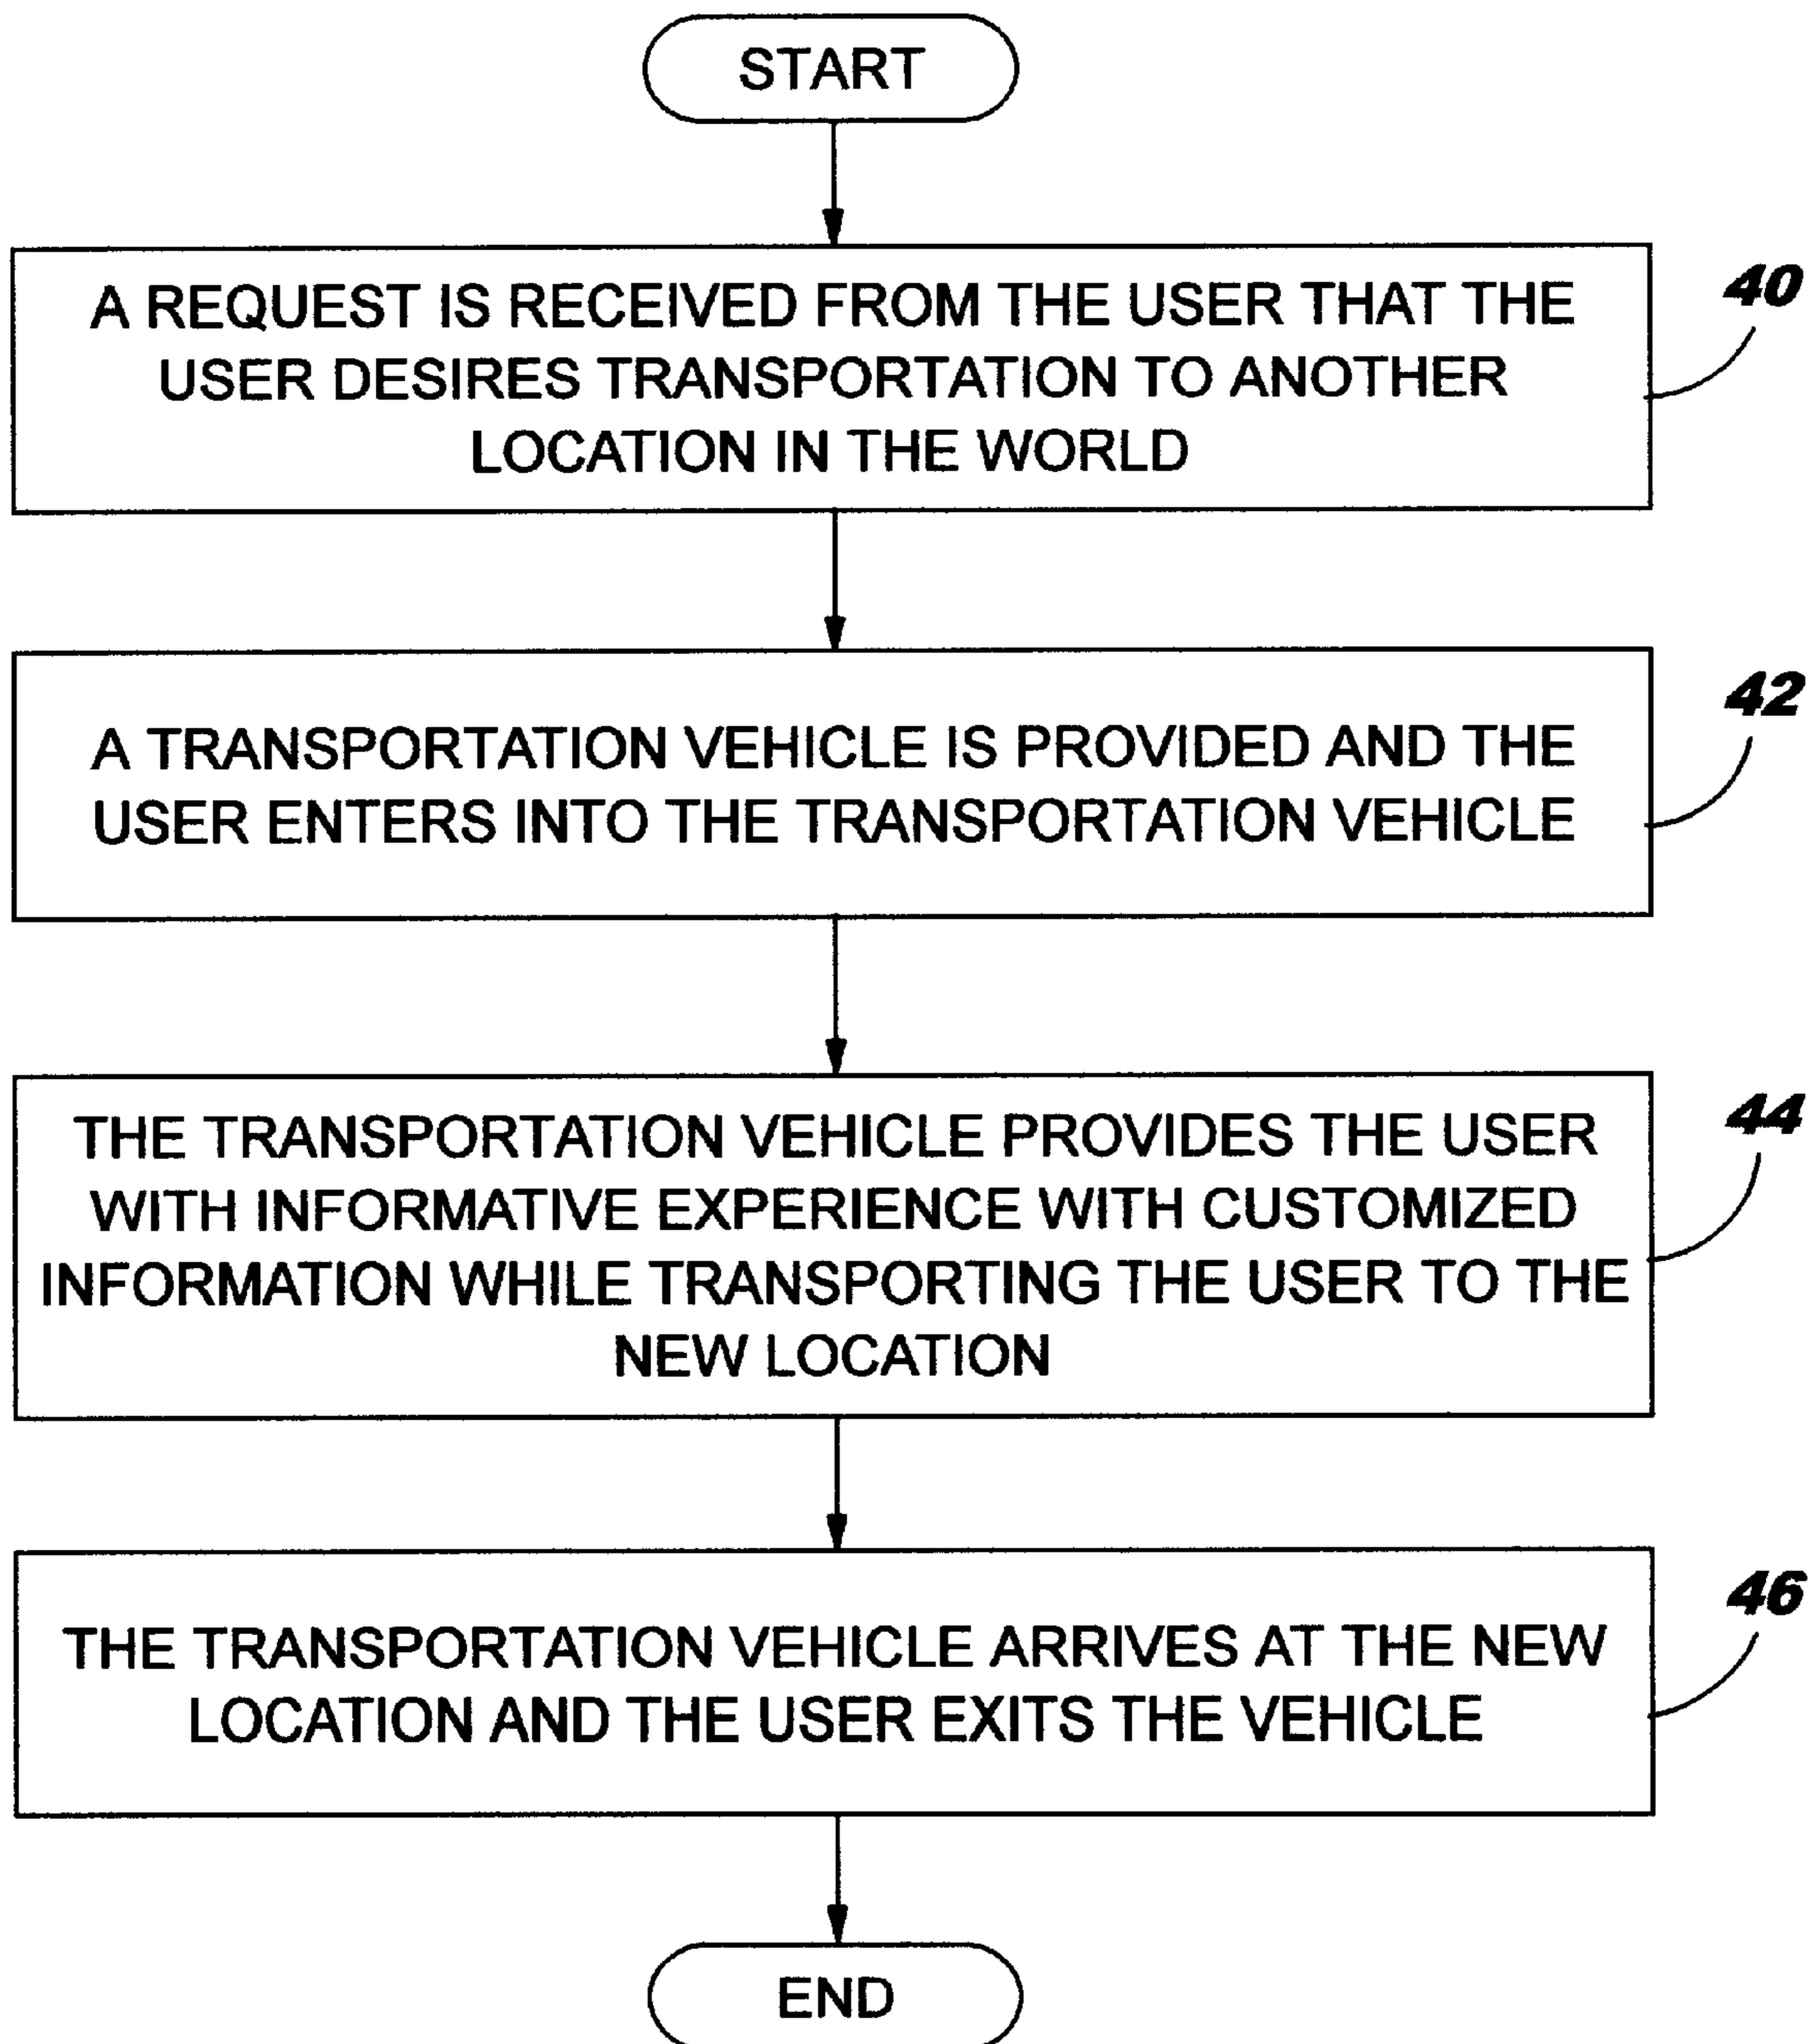 START
A REQUEST IS RECEIVED FROM THE USER THAT THE
USER DESIRES TRANSPORTATION TO ANOTHER
LOCATION IN THE WORLD
40
A TRANSPORTATION VEHICLE IS PROVIDED AND THE
USER ENTERS INTO THE TRANSPORTATION VEHICLE
42
THE TRANSPORTATION VEHICLE PROVIDES THE USER
WITH INFORMATIVE EXPERIENCE WITH CUSTOMIZED
INFORMATION WHILE TRANSPORTING THE USER TO THE
NEW LOCATION
44
THE TRANSPORTATION VEHICLE ARRIVES AT THE NEW
LOCATION AND THE USER EXITS THE VEHICLE
46
END